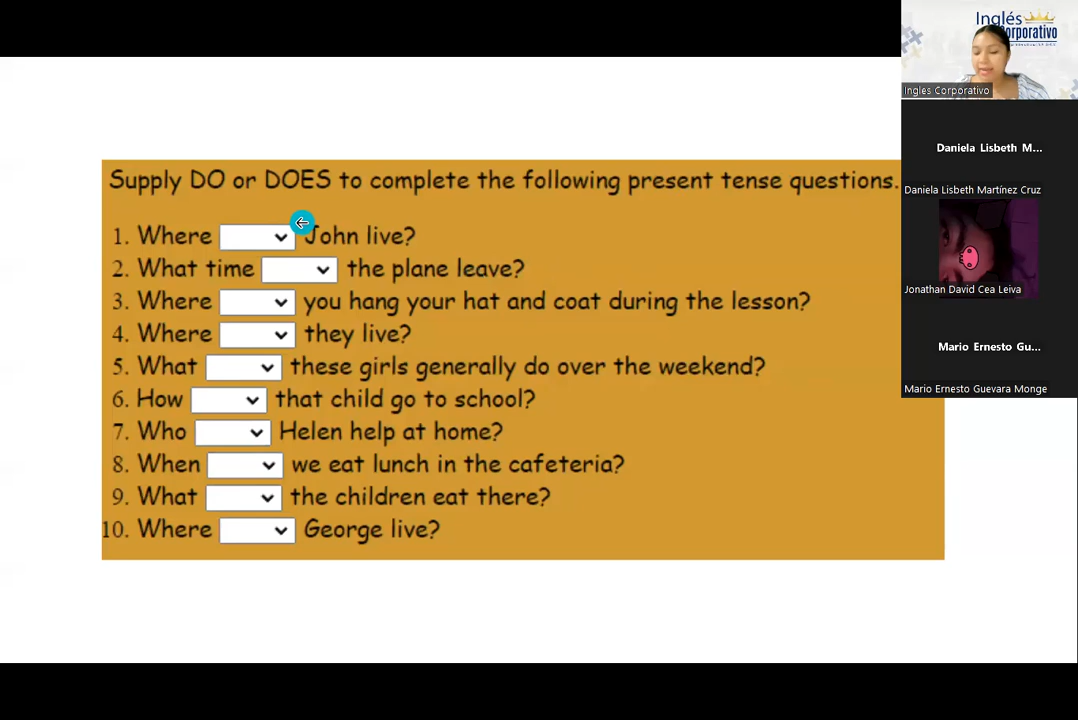 Supply DO or DOES to complete the following present tense questions.
1. Where John live?
2. What time the plane leave?
3. Where you hang your hat and coat during the lesson?
4. Where they live?
5. What these girls generally do over the weekend?
6. How that child go to school?
7. Who Helen help at home?
8. When we eat lunch in the cafeteria?
9. What the children eat there?
10. Where George live?
Inglés
Corporativo
Ingles Corporativo
Daniela Lisbeth M...
Daniela Lisbeth Martínez Cruz
Jonathan David Cea Leiva
Mario Ernesto Gu...
Mario Ernesto Guevara Monge